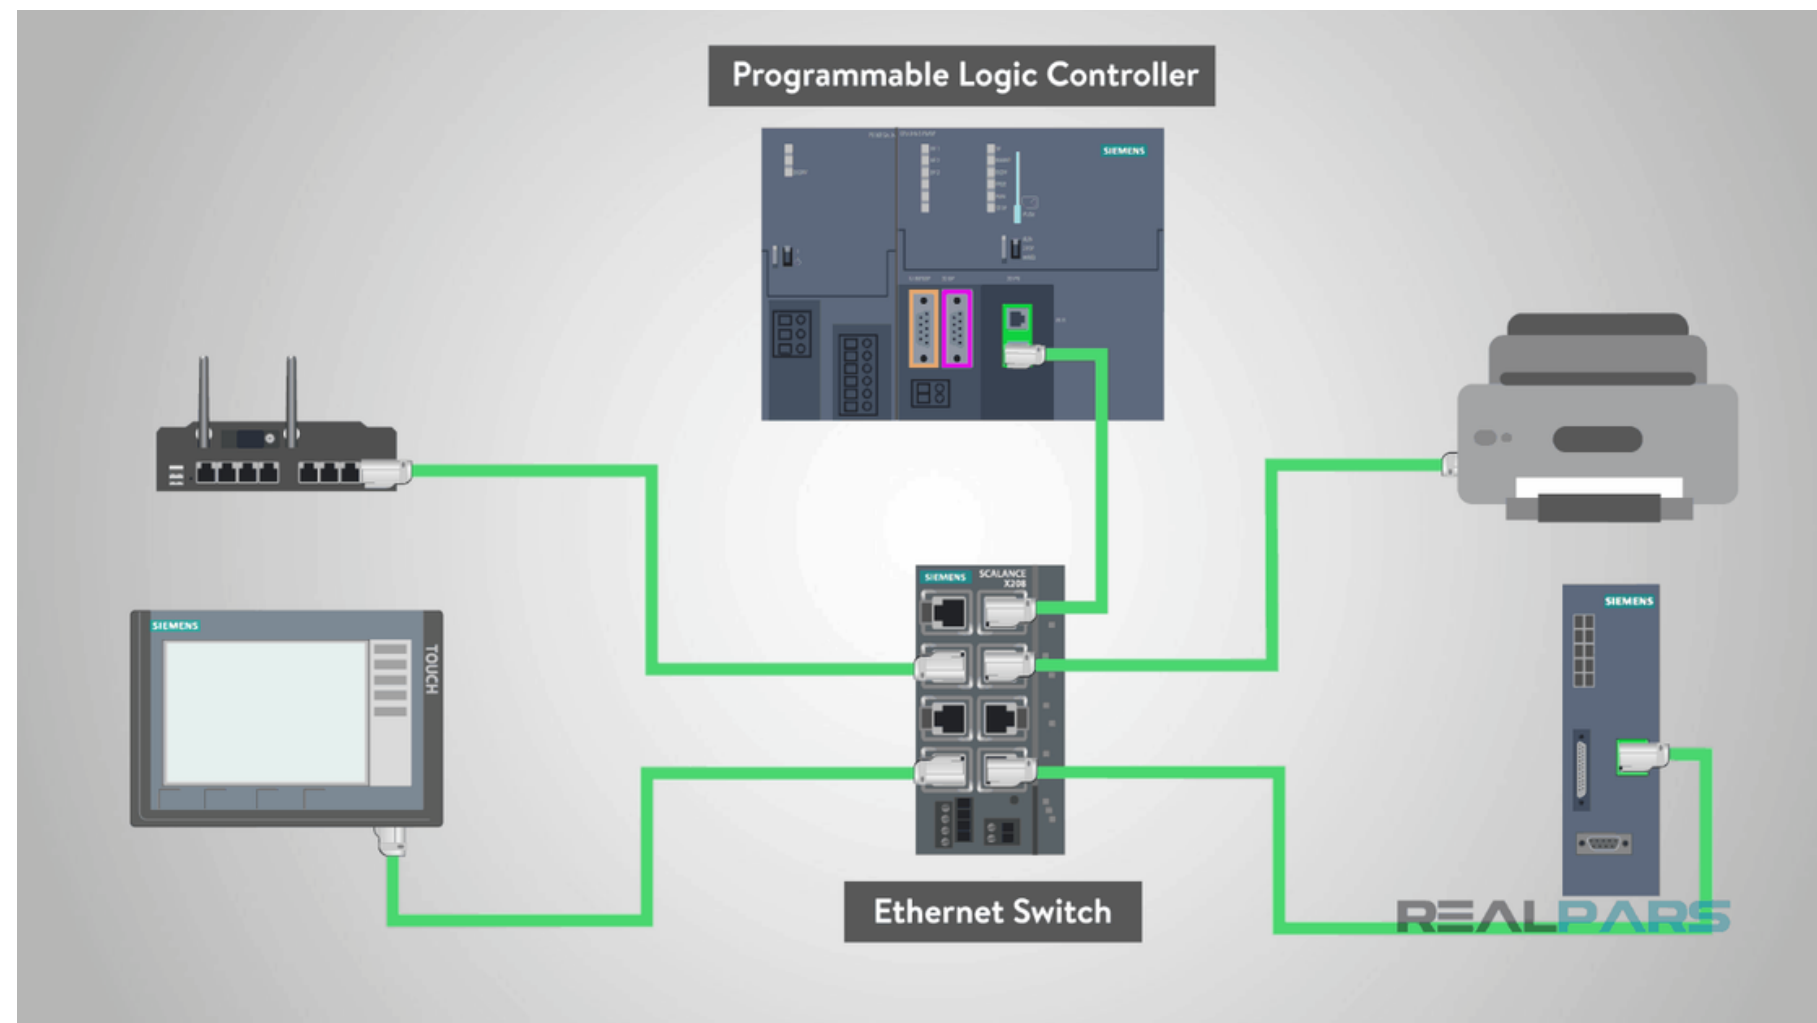 Programmable Logic Controller
SIEMENS
SIEMENS
TOUCH
SIEMENS
SCALANCE
X208
SIEMENS
Ethernet Switch
REALPARS